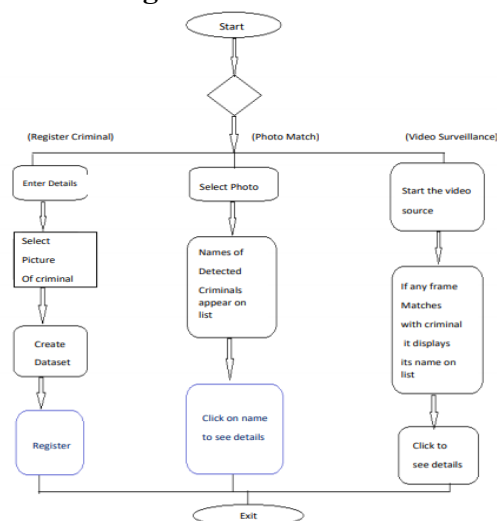 Start
(Register Criminal)
(Photo Match)
(Video Surveillance)
Enter Details
Select
Picture
Of criminal
Create
Dataset
Register
Select Photo
Names of
Detected
Criminals
appear on
list
Click on name
to see details
Start the video
source
If any frame
Matches
with criminal
it displays
its name on
list
Click to
see details
Exit